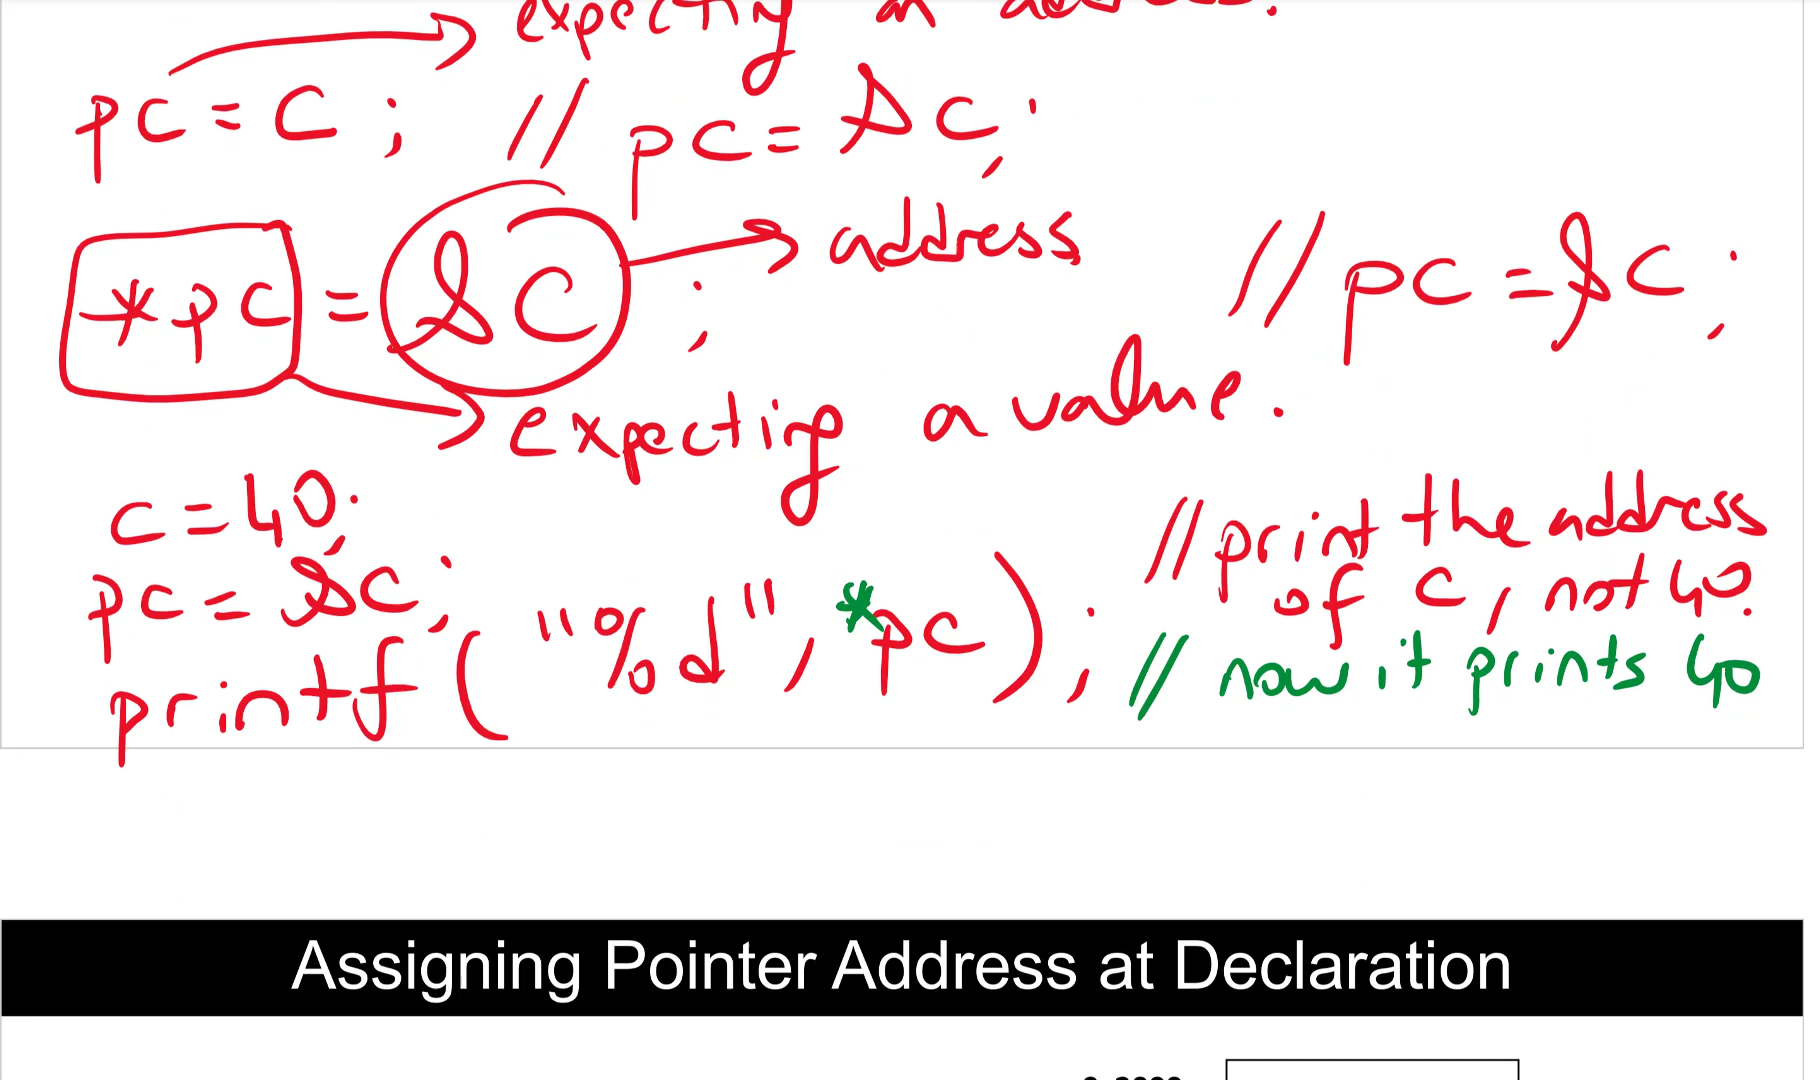 expecting an address.
pc = c ; // pc = &c ;
*pc = &c ; address // pc = &c ;
expecting a value.
c = 40;
pc = &c ; // print the address
of c, not 40.
printf ( "%d" , *pc ) ; // now it prints 40
Assigning Pointer Address at Declaration